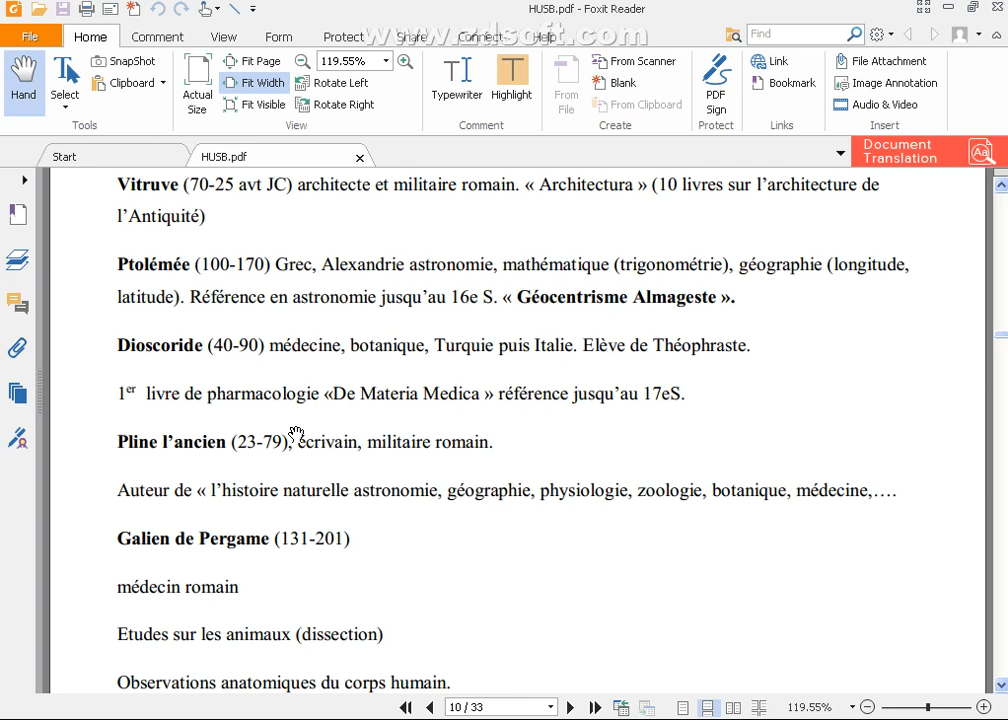 HUSB.pdf - Foxit Reader
File Home Comment View Form Protect Share Connect Help Find
www.zdsoft.com
Hand Select SnapShot Clipboard Actual Size Fit Page Fit Width Fit Visible 119.55% Rotate Left Rotate Right Typewriter Highlight From File From Scanner Blank From Clipboard PDF Sign Link Bookmark File Attachment Image Annotation Audio & Video
Tools View Comment Create Protect Links Insert
Start HUSB.pdf Document Translation
Vitruve (70-25 avt JC) architecte et militaire romain. « Architectura » (10 livres sur l’architecture de
l’Antiquité)
Ptolémée (100-170) Grec, Alexandrie astronomie, mathématique (trigonométrie), géographie (longitude,
latitude). Référence en astronomie jusqu’au 16e S. « Géocentrisme Almageste ».
Dioscoride (40-90) médecine, botanique, Turquie puis Italie. Elève de Théophraste.
1er livre de pharmacologie «De Materia Medica » référence jusqu’au 17eS.
Pline l’ancien (23-79), écrivain, militaire romain.
Auteur de « l’histoire naturelle astronomie, géographie, physiologie, zoologie, botanique, médecine,….
Galien de Pergame (131-201)
médecin romain
Etudes sur les animaux (dissection)
Observations anatomiques du corps humain.
10 / 33 119.55%